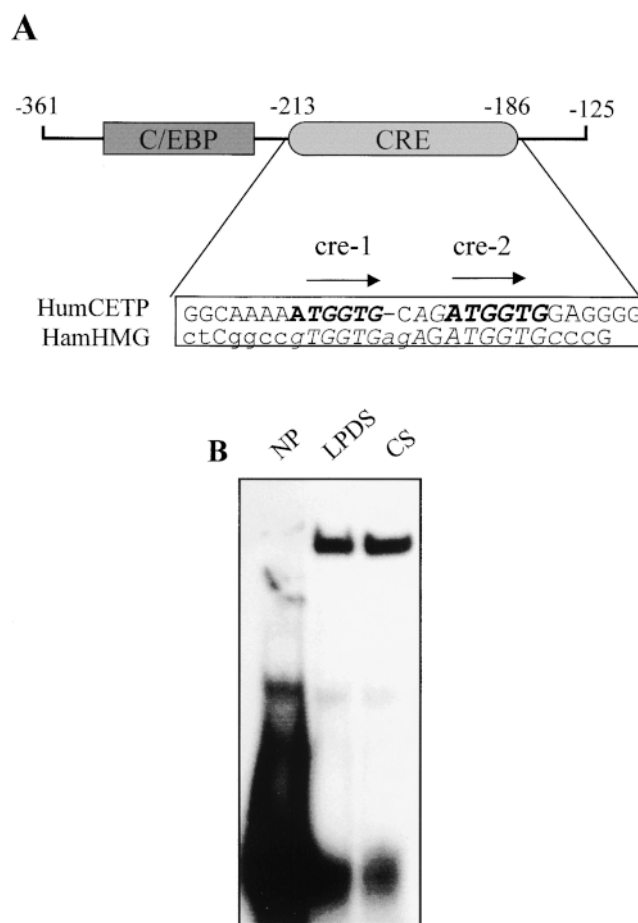 A
-361 -213 -186 -125
C/EBP CRE
cre-1 cre-2
HumCETP GGCAAAAATGGTG-CAGATGGTGGAGGGG
HamHMG ctCggccgTGGTGagAGATGGTGcccG
B NP LPDS CS